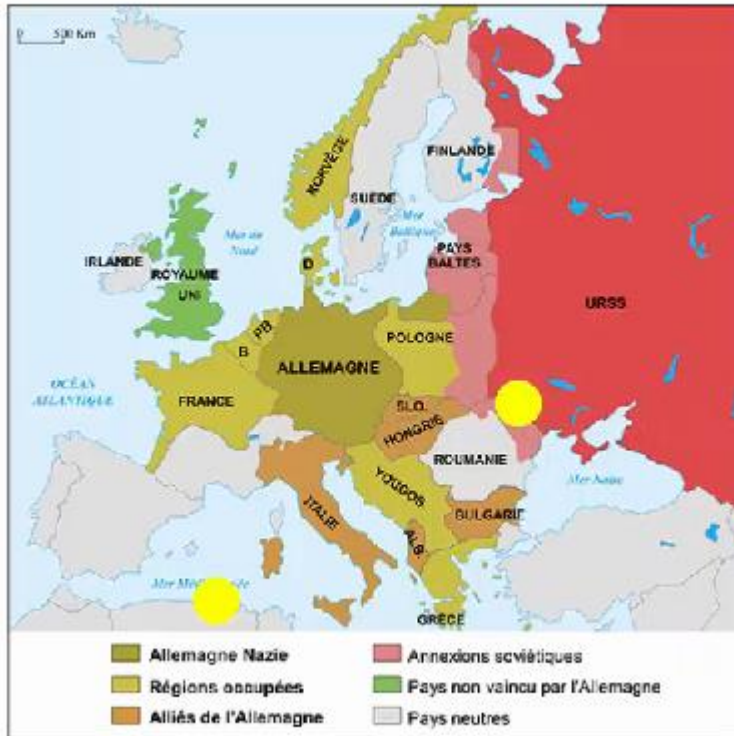 0 500 Km
NORVÈGE
FINLANDE
SUÈDE
Mer
Baltique
PAYS
BALTES
Mer du
Nord
IRLANDE
ROYAUME
UNI
D
URSS
PB
B
ALLEMAGNE
POLOGNE
OCÉAN
ATLANTIQUE
FRANCE
SLO.
HONGRIE
ROUMANIE
YOUGOS
Mer Noire
BULGARIE
ITALIE
ALB.
Mer
GRÈCE
Allemagne Nazie
Régions occupées
Alliés de l'Allemagne
Annexions soviétiques
Pays non vaincu par l'Allemagne
Pays neutres